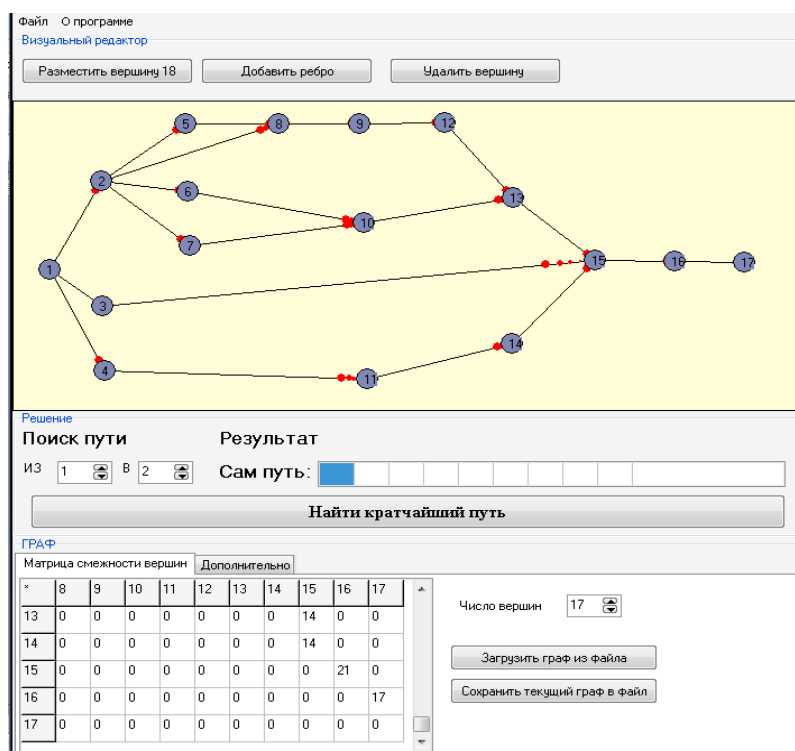 Файл О программе
Визуальный редактор
Разместить вершину 18 Добавить ребро Удалить вершину
5 8 9 12
2
6 13
10
7
1 15 16 17
3
14
4 11
Решение
Поиск пути Результат
из 1 в 2 Сам путь:
Найти кратчайший путь
ГРАФ
Матрица смежности вершин Дополнительно
* 8 9 10 11 12 13 14 15 16 17
Число вершин 17
13 0 0 0 0 0 0 0 14 0 0
14 0 0 0 0 0 0 0 14 0 0
Загрузить граф из файла
15 0 0 0 0 0 0 0 0 21 0
Сохранить текущий граф в файл
16 0 0 0 0 0 0 0 0 0 17
17 0 0 0 0 0 0 0 0 0 0